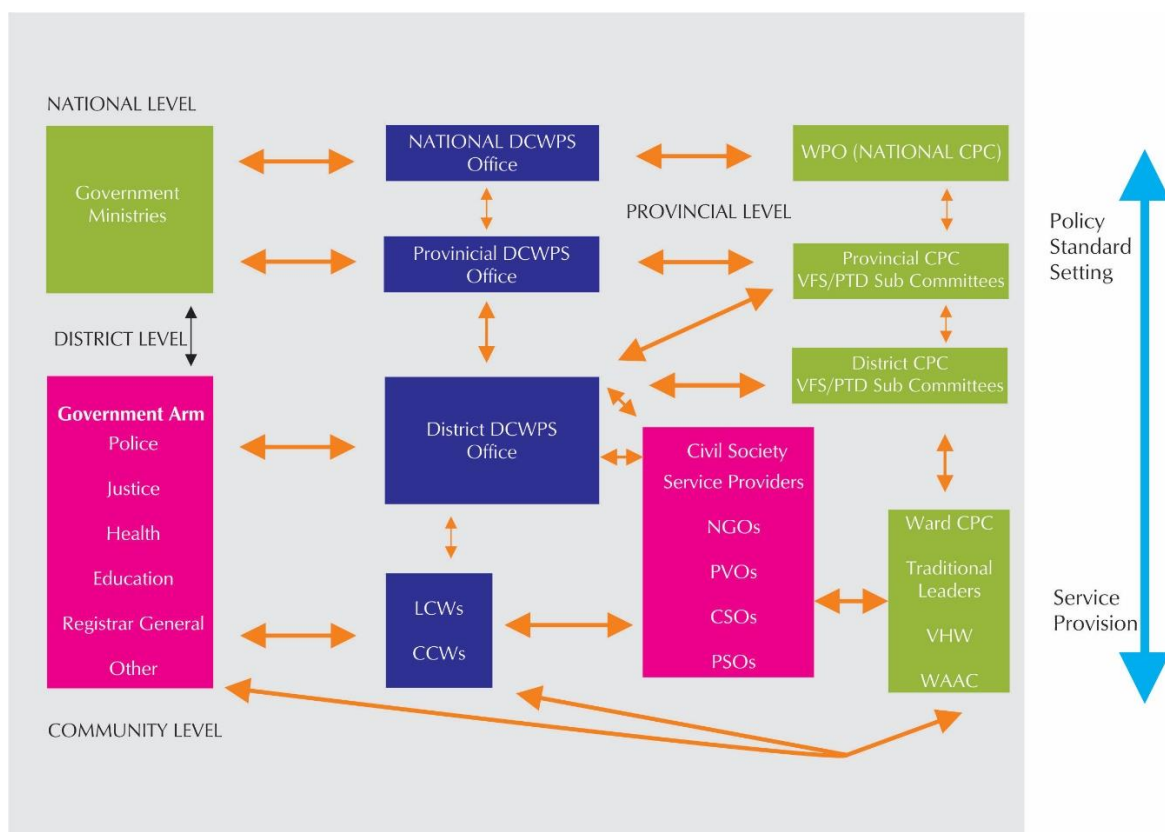 NATIONAL LEVEL
Government
Ministries
NATIONAL DCWPS
Office
WPO (NATIONAL CPC)
PROVINCIAL LEVEL
Provinicial DCWPS
Office
Provincial CPC
VFS/PTD Sub Committees
Policy
Standard
Setting
DISTRICT LEVEL
District CPC
VFS/PTD Sub Committees
Government Arm
Police
Justice
Health
Education
Registrar General
Other
District DCWPS
Office
Civil Society
Service Providers
NGOs
PVOs
CSOs
PSOs
Ward CPC
Traditional
Leaders
VHW
WAAC
LCWs
CCWs
Service
Provision
COMMUNITY LEVEL